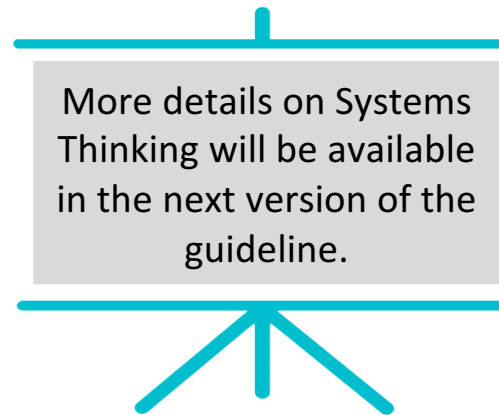 More details on Systems
Thinking will be available
in the next version of the
guideline.